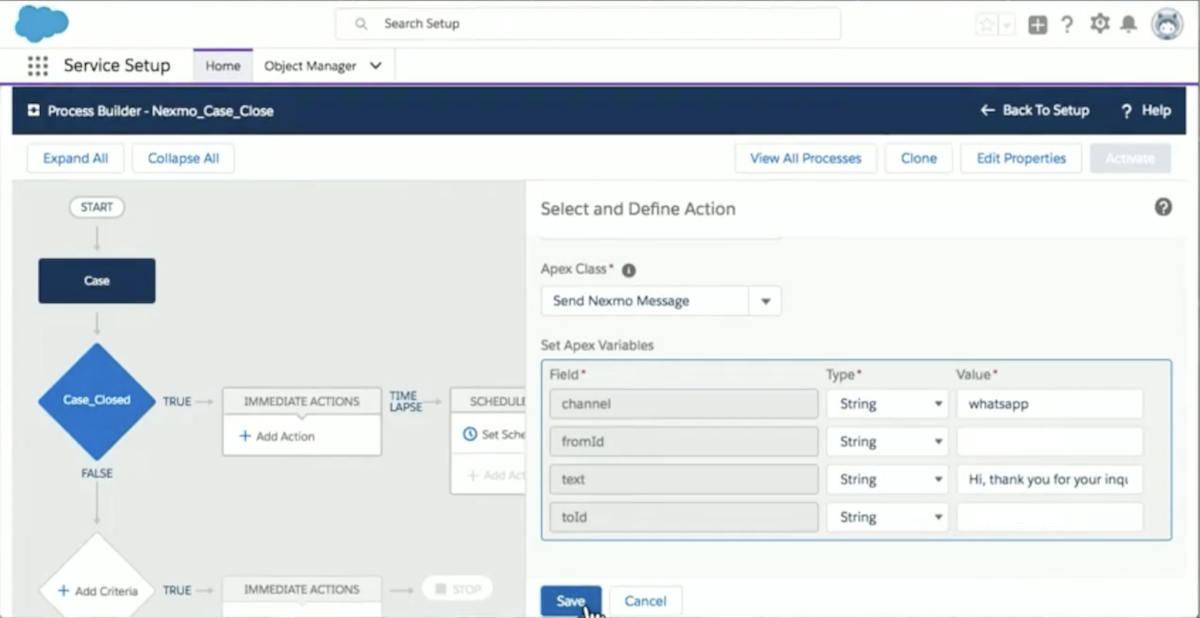 Search Setup
Service Setup
Home
Object Manager
Process Builder - Nexmo_Case_Close
Back To Setup
? Help
Expand All
Collapse All
View All Processes
Clone
Edit Properties
Activate
START
Case
Case_Closed
TRUE
IMMEDIATE ACTIONS
+ Add Action
TIME
LAPSE
SCHEDULE
Set Sche
+ Add Act
FALSE
+ Add Criteria
TRUE
IMMEDIATE ACTIONS
STOP
Select and Define Action
Apex Class*
Send Nexmo Message
Set Apex Variables
Field* Type* Value*
channel String whatsapp
fromId String
text String Hi, thank you for your inqu
toId String
Save
Cancel